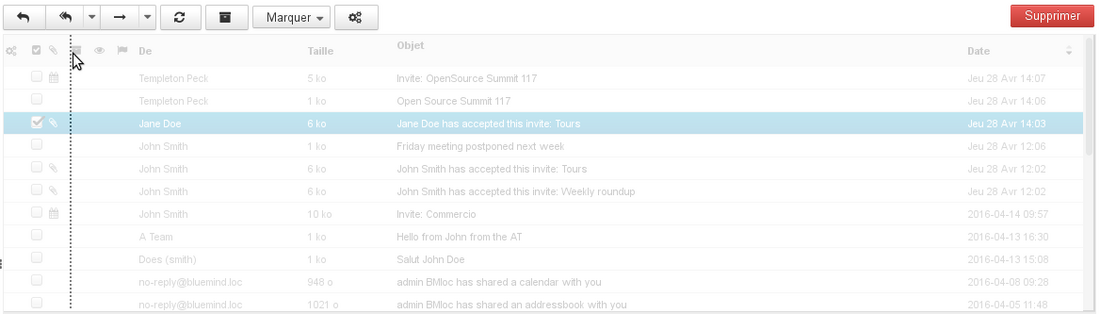 Marquer Supprimer
De Taille Objet Date
Templeton Peck 5 ko Invite: OpenSource Summit 117 Jeu 28 Avr 14:07
Templeton Peck 1 ko Open Source Summit 117 Jeu 28 Avr 14:06
Jane Doe 6 ko Jane Doe has accepted this invite: Tours Jeu 28 Avr 14:03
John Smith 1 ko Friday meeting postponed next week Jeu 28 Avr 12:06
John Smith 6 ko John Smith has accepted this invite: Tours Jeu 28 Avr 12:02
John Smith 6 ko John Smith has accepted this invite: Weekly roundup Jeu 28 Avr 12:02
John Smith 10 ko Invite: Commercio 2016-04-14 09:57
A Team 1 ko Hello from John from the AT 2016-04-13 16:30
Does (smith) 1 ko Salut John Doe 2016-04-13 15:08
no-reply@bluemind.loc 948 o admin BMloc has shared a calendar with you 2016-04-08 09:28
no-reply@bluemind.loc 1021 o admin BMloc has shared an addressbook with you 2016-04-05 11:48